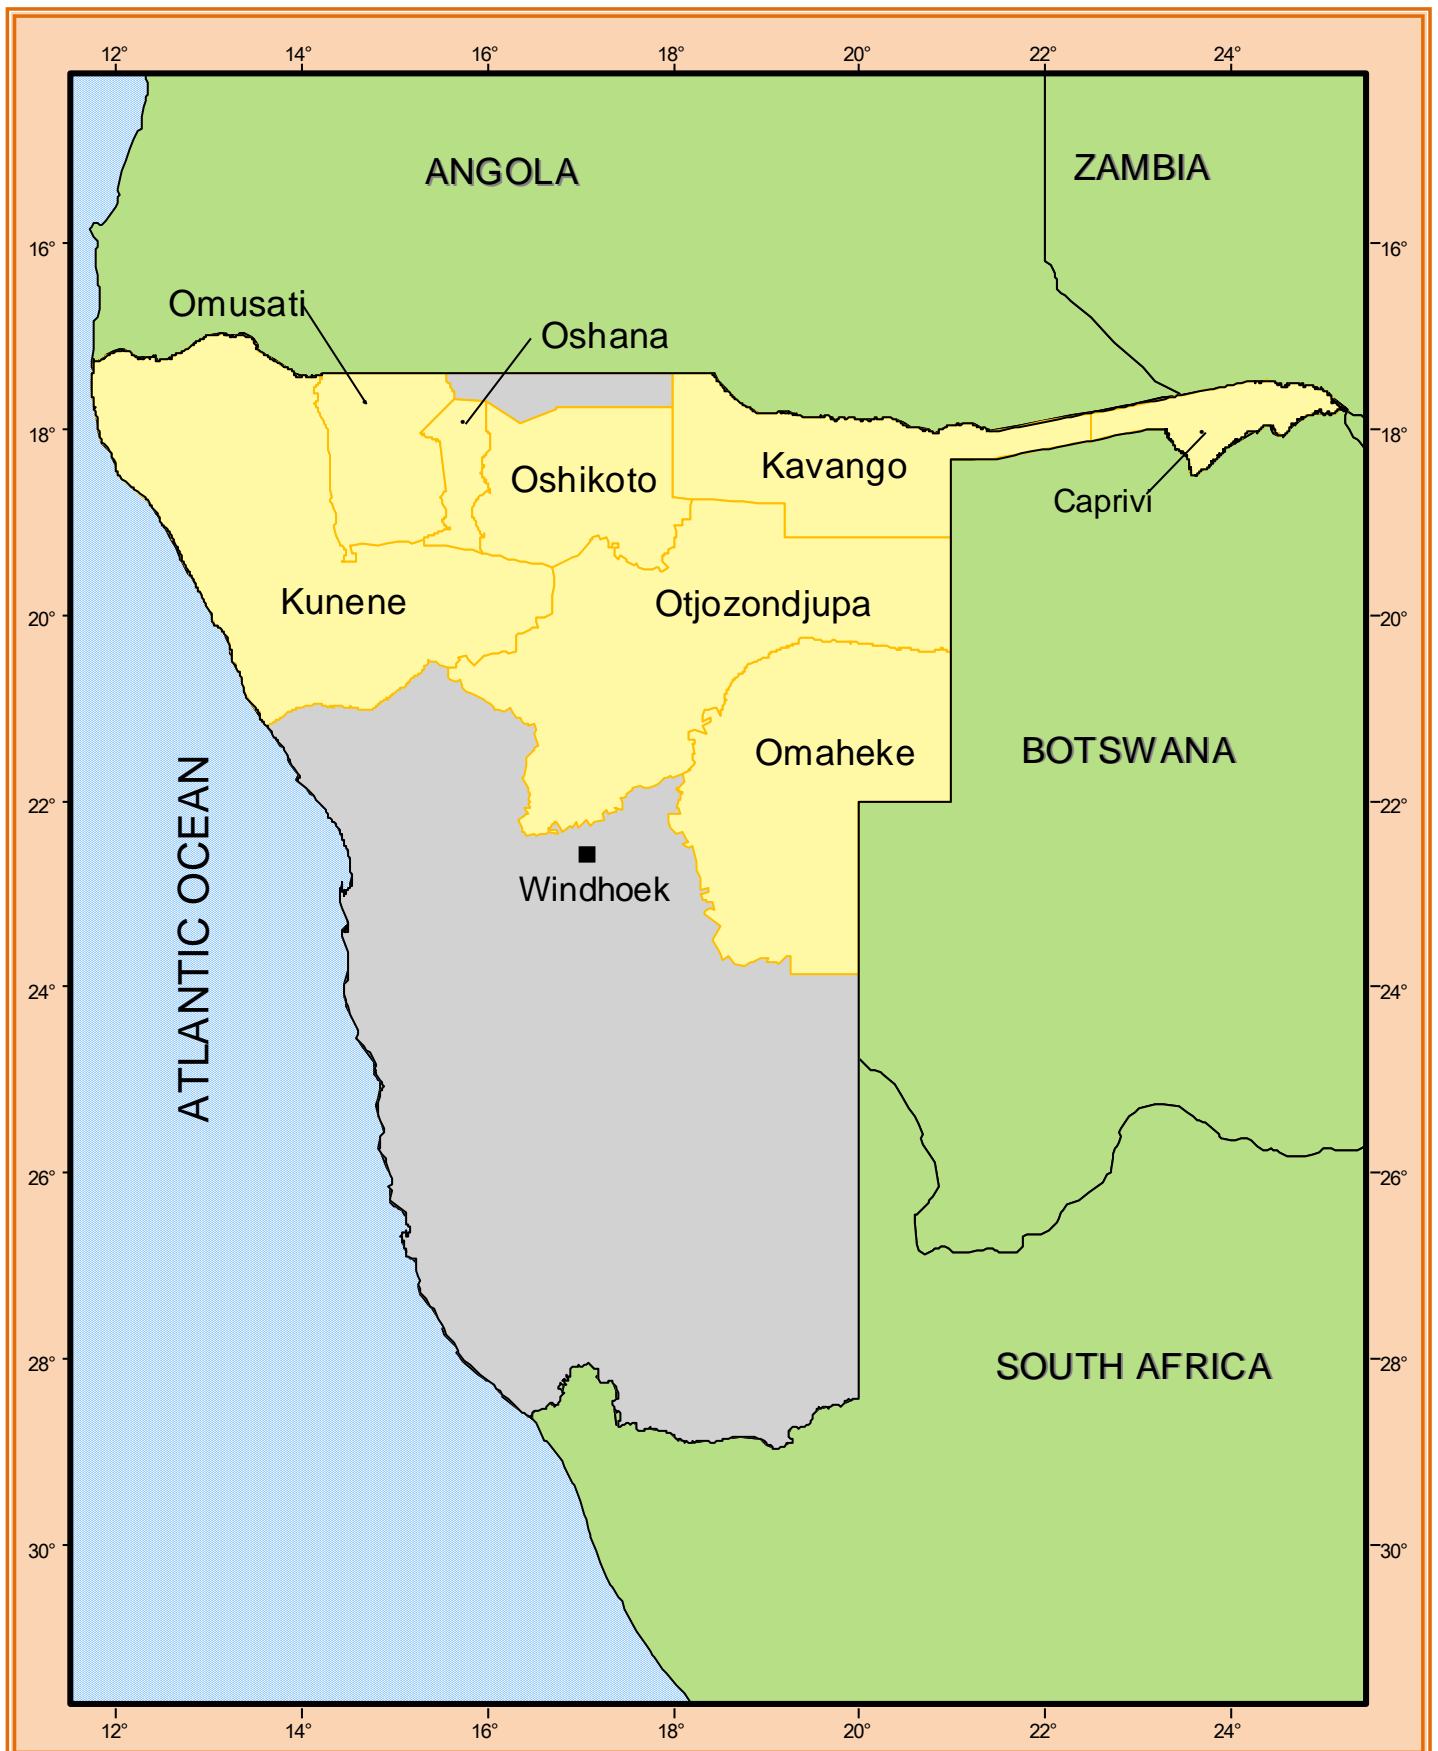 12° 14° 16° 18° 20° 22° 24°
ANGOLA
ZAMBIA
16° 16°
Omusati
Oshana
18° 18°
Oshikoto
Kavango
Caprivi
Kunene
Otjozondjupa
20° 20°
Omaheke
BOTSWANA
ATLANTIC OCEAN
22° 22°
Windhoek
24° 24°
26° 26°
28° 28°
SOUTH AFRICA
30° 30°
12° 14° 16° 18° 20° 22° 24°